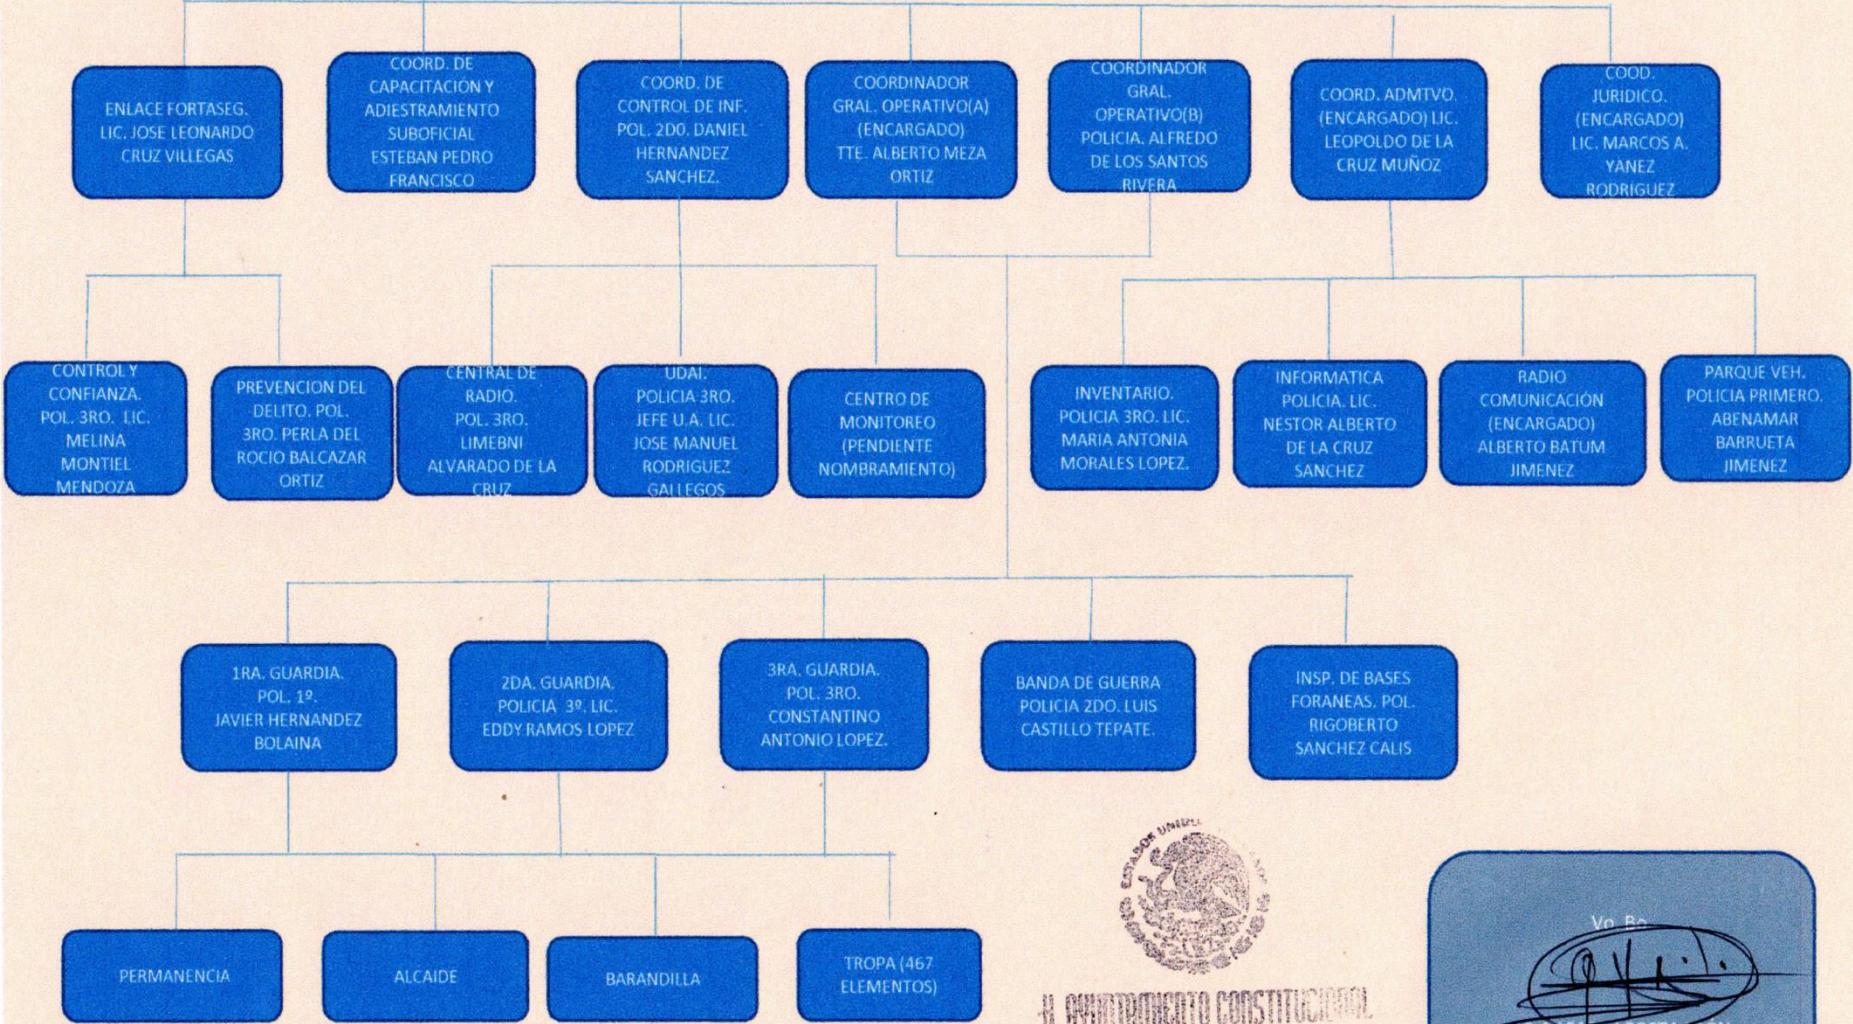 ENLACE FORTASEG.
LIC. JOSE LEONARDO
CRUZ VILLEGAS
COORD. DE
CAPACITACIÓN Y
ADIESTRAMIENTO
SUBOFICIAL
ESTEBAN PEDRO
FRANCISCO
COORD. DE
CONTROL DE INF.
POL. 2DO. DANIEL
HERNANDEZ
SANCHEZ.
COORDINADOR
GRAL. OPERATIVO(A)
(ENCARGADO)
TTE. ALBERTO MEZA
ORTIZ
COORDINADOR
GRAL.
OPERATIVO(B)
POLICIA. ALFREDO
DE LOS SANTOS
RIVERA
COORD. ADMTVO.
(ENCARGADO) LIC.
LEOPOLDO DE LA
CRUZ MUÑOZ
COOD.
JURIDICO.
(ENCARGADO)
LIC. MARCOS A.
YANEZ
RODRIGUEZ
CONTROL Y
CONFIANZA.
POL. 3RO. LIC.
MELINA
MONTIEL
MENDOZA
PREVENCION DEL
DELITO. POL.
3RO. PERLA DEL
ROCIO BALCAZAR
ORTIZ
CENTRAL DE
RADIO.
POL. 3RO.
LIMEBNI
ALVARADO DE LA
CRUZ
UDAI.
POLICIA 3RO.
JEFE U.A. LIC.
JOSE MANUEL
RODRIGUEZ
GALLEGOS
CENTRO DE
MONITOREO
(PENDIENTE
NOMBRAMIENTO)
INVENTARIO.
POLICIA 3RO. LIC.
MARIA ANTONIA
MORALES LOPEZ.
INFORMATICA
POLICIA. LIC.
NESTOR ALBERTO
DE LA CRUZ
SANCHEZ
RADIO
COMUNICACIÓN
(ENCARGADO)
ALBERTO BATUM
JIMENEZ
PARQUE VEH.
POLICIA PRIMERO.
ABENAMAR
BARRUETA
JIMENEZ
1RA. GUARDIA.
POL. 1º.
JAVIER HERNANDEZ
BOLAINA
2DA. GUARDIA.
POLICIA 3º. LIC.
EDDY RAMOS LOPEZ
3RA. GUARDIA.
POL. 3RO.
CONSTANTINO
ANTONIO LOPEZ.
BANDA DE GUERRA
POLICIA 2DO. LUIS
CASTILLO TEPATE.
INSP. DE BASES
FORANEAS. POL.
RIGOBERTO
SANCHEZ CALIS
PERMANENCIA
ALCAIDE
BARANDILLA
TROPA (467
ELEMENTOS)
ESTADOS
H. AYUNTAMIENTO CONSTITUCIONAL
Vo. Bo.